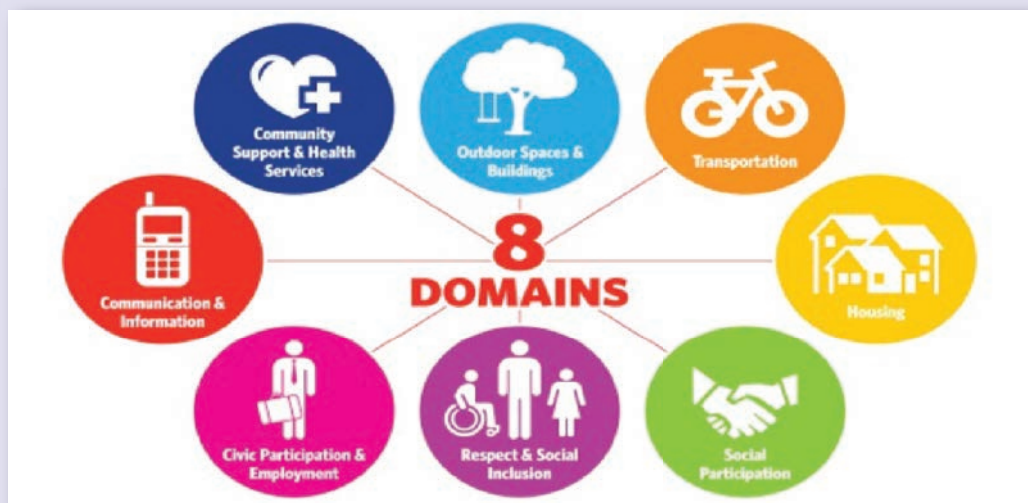 Community
Support & Health
Services
Outdoor Spaces &
Buildings
Transportation
Communication &
Information
8
DOMAINS
Housing
Civic Participation &
Employment
Respect & Social
Inclusion
Social
Participation